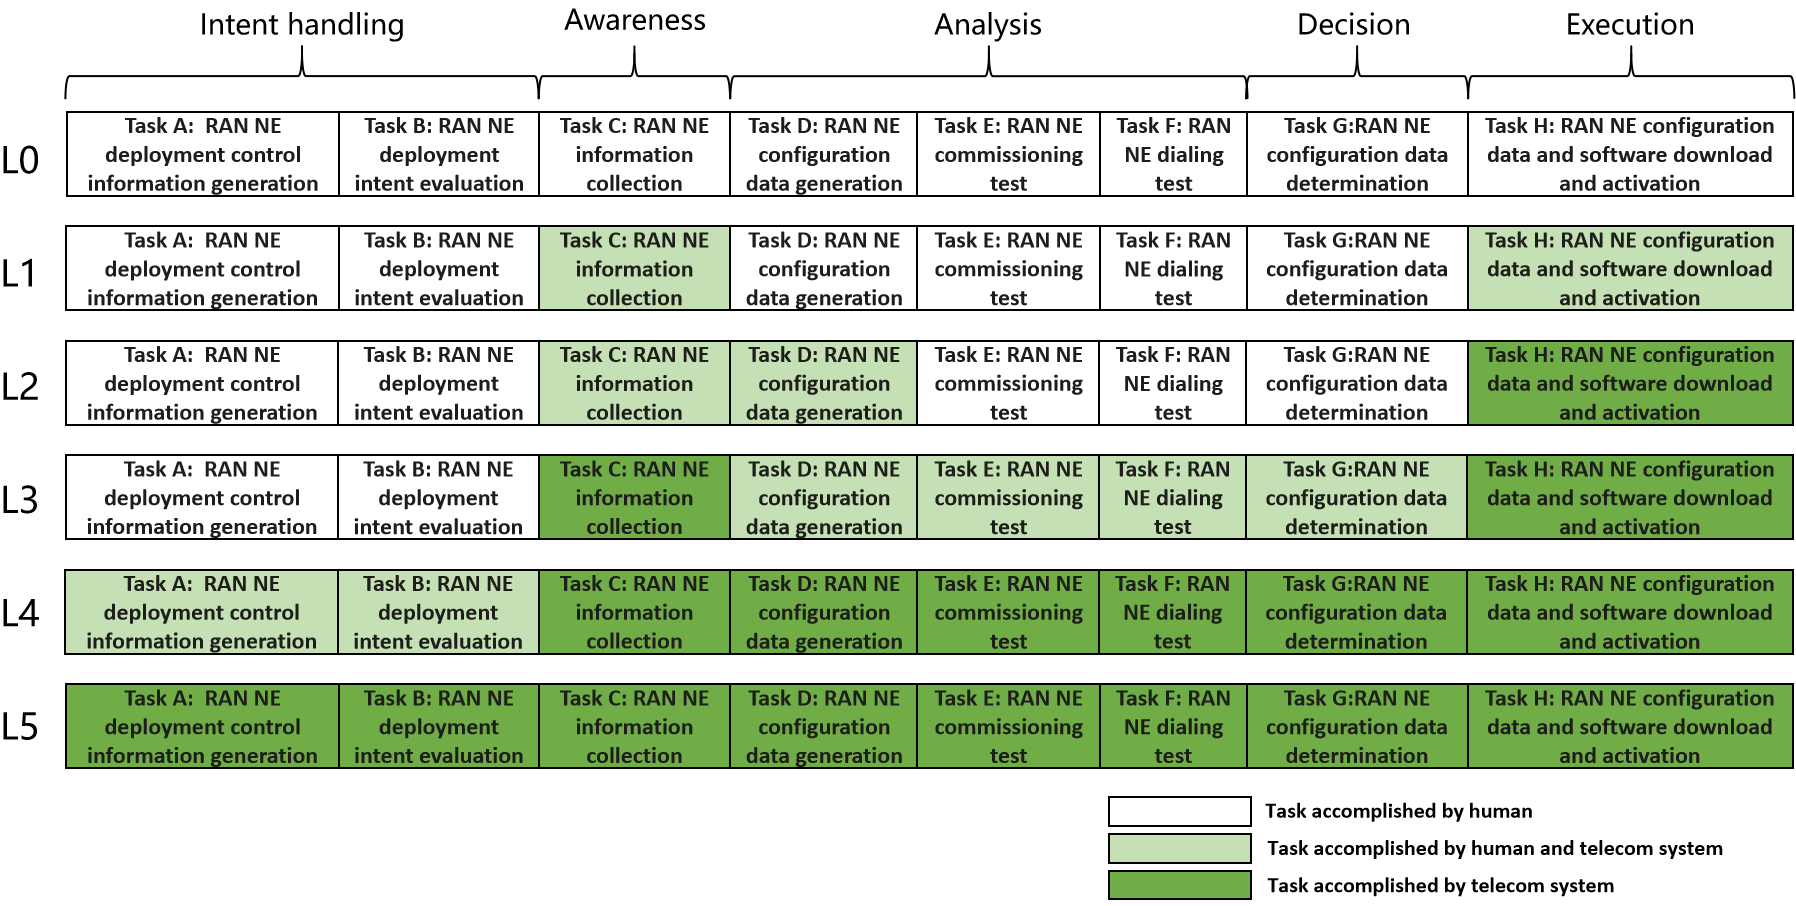 Intent handling
Awareness
Analysis
Decision
Execution
L0
Task A:  RAN NE
deployment control
information generation
Task B: RAN NE
deployment
intent evaluation
Task C: RAN NE
information
collection
Task D: RAN NE
configuration
data generation
Task E: RAN NE
commissioning
test
Task F: RAN
NE dialing
test
Task G:RAN NE
configuration data
determination
Task H: RAN NE configuration
data and software download
and activation
L1
Task A:  RAN NE
deployment control
information generation
Task B: RAN NE
deployment
intent evaluation
Task C: RAN NE
information
collection
Task D: RAN NE
configuration
data generation
Task E: RAN NE
commissioning
test
Task F: RAN
NE dialing
test
Task G:RAN NE
configuration data
determination
Task H: RAN NE configuration
data and software download
and activation
L2
Task A:  RAN NE
deployment control
information generation
Task B: RAN NE
deployment
intent evaluation
Task C: RAN NE
information
collection
Task D: RAN NE
configuration
data generation
Task E: RAN NE
commissioning
test
Task F: RAN
NE dialing
test
Task G:RAN NE
configuration data
determination
Task H: RAN NE configuration
data and software download
and activation
L3
Task A:  RAN NE
deployment control
information generation
Task B: RAN NE
deployment
intent evaluation
Task C: RAN NE
information
collection
Task D: RAN NE
configuration
data generation
Task E: RAN NE
commissioning
test
Task F: RAN
NE dialing
test
Task G:RAN NE
configuration data
determination
Task H: RAN NE configuration
data and software download
and activation
L4
Task A:  RAN NE
deployment control
information generation
Task B: RAN NE
deployment
intent evaluation
Task C: RAN NE
information
collection
Task D: RAN NE
configuration
data generation
Task E: RAN NE
commissioning
test
Task F: RAN
NE dialing
test
Task G:RAN NE
configuration data
determination
Task H: RAN NE configuration
data and software download
and activation
L5
Task A:  RAN NE
deployment control
information generation
Task B: RAN NE
deployment
intent evaluation
Task C: RAN NE
information
collection
Task D: RAN NE
configuration
data generation
Task E: RAN NE
commissioning
test
Task F: RAN
NE dialing
test
Task G:RAN NE
configuration data
determination
Task H: RAN NE configuration
data and software download
and activation
Task accomplished by human
Task accomplished by human and telecom system
Task accomplished by telecom system